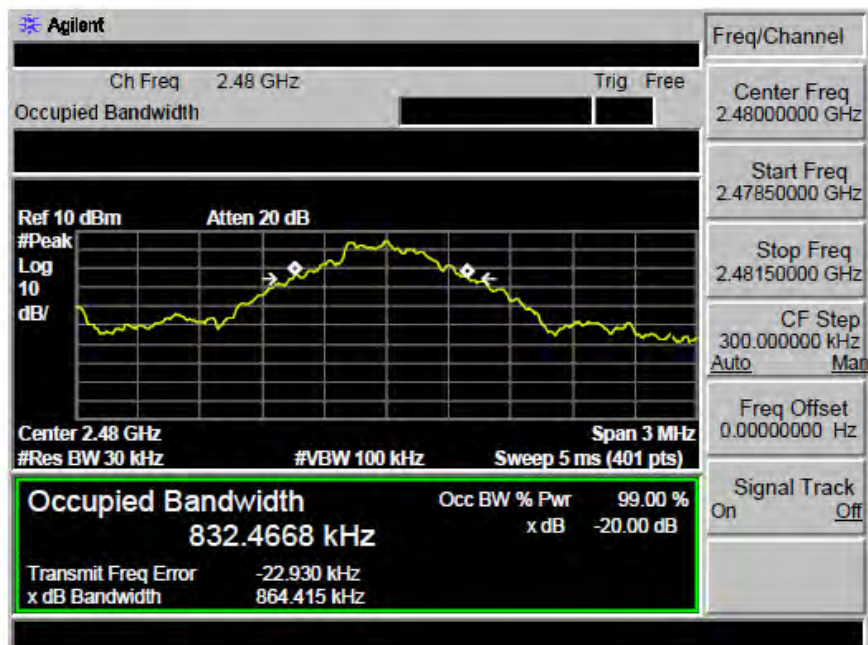 Agilent
Ch Freq 2.48 GHz Trig Free
Occupied Bandwidth
Ref 10 dBm Atten 20 dB
#Peak
Log
10
dB/
Center 2.48 GHz Span 3 MHz
#Res BW 30 kHz #VBW 100 kHz Sweep 5 ms (401 pts)
Occupied Bandwidth
832.4668 kHz
Occ BW % Pwr 99.00 %
x dB -20.00 dB
Transmit Freq Error -22.930 kHz
x dB Bandwidth 864.415 kHz
Freq/Channel
Center Freq
2.48000000 GHz
Start Freq
2.47850000 GHz
Stop Freq
2.48150000 GHz
CF Step
300.000000 kHz
Auto Man
Freq Offset
0.00000000 Hz
Signal Track
On Off